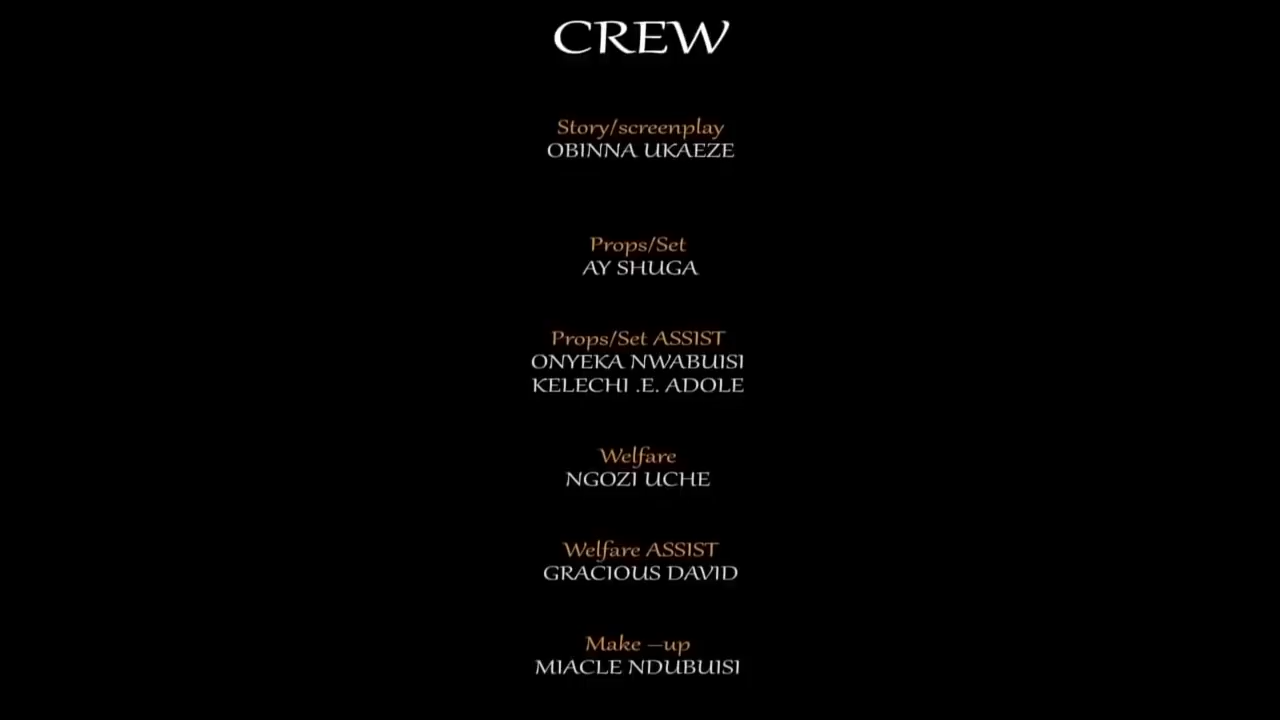 CREW
Story/screenplay
OBINNA UKAEZE
Props/Set
AY SHUGA
Props/Set ASSIST
ONYEKA NWABUISI
KELECHI .E. ADOLE
Welfare
NGOZI UCHE
Welfare ASSIST
GRACIOUS DAVID
Make –up
MIACLE NDUBUISI